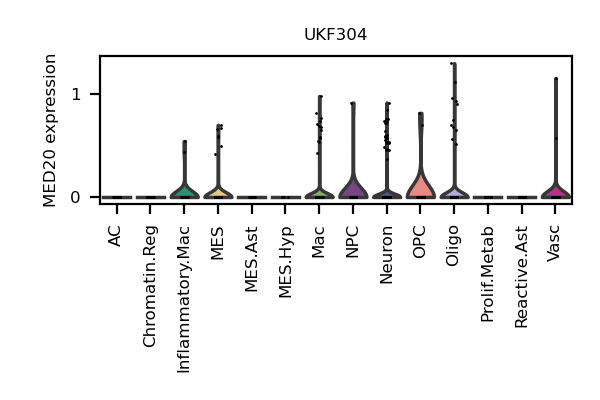 UKF304
MED20 expression
1
0
AC
Chromatin.Reg
Inflammatory.Mac
MES
MES.Ast
MES.Hyp
Mac
NPC
Neuron
OPC
Oligo
Prolif.Metab
Reactive.Ast
Vasc